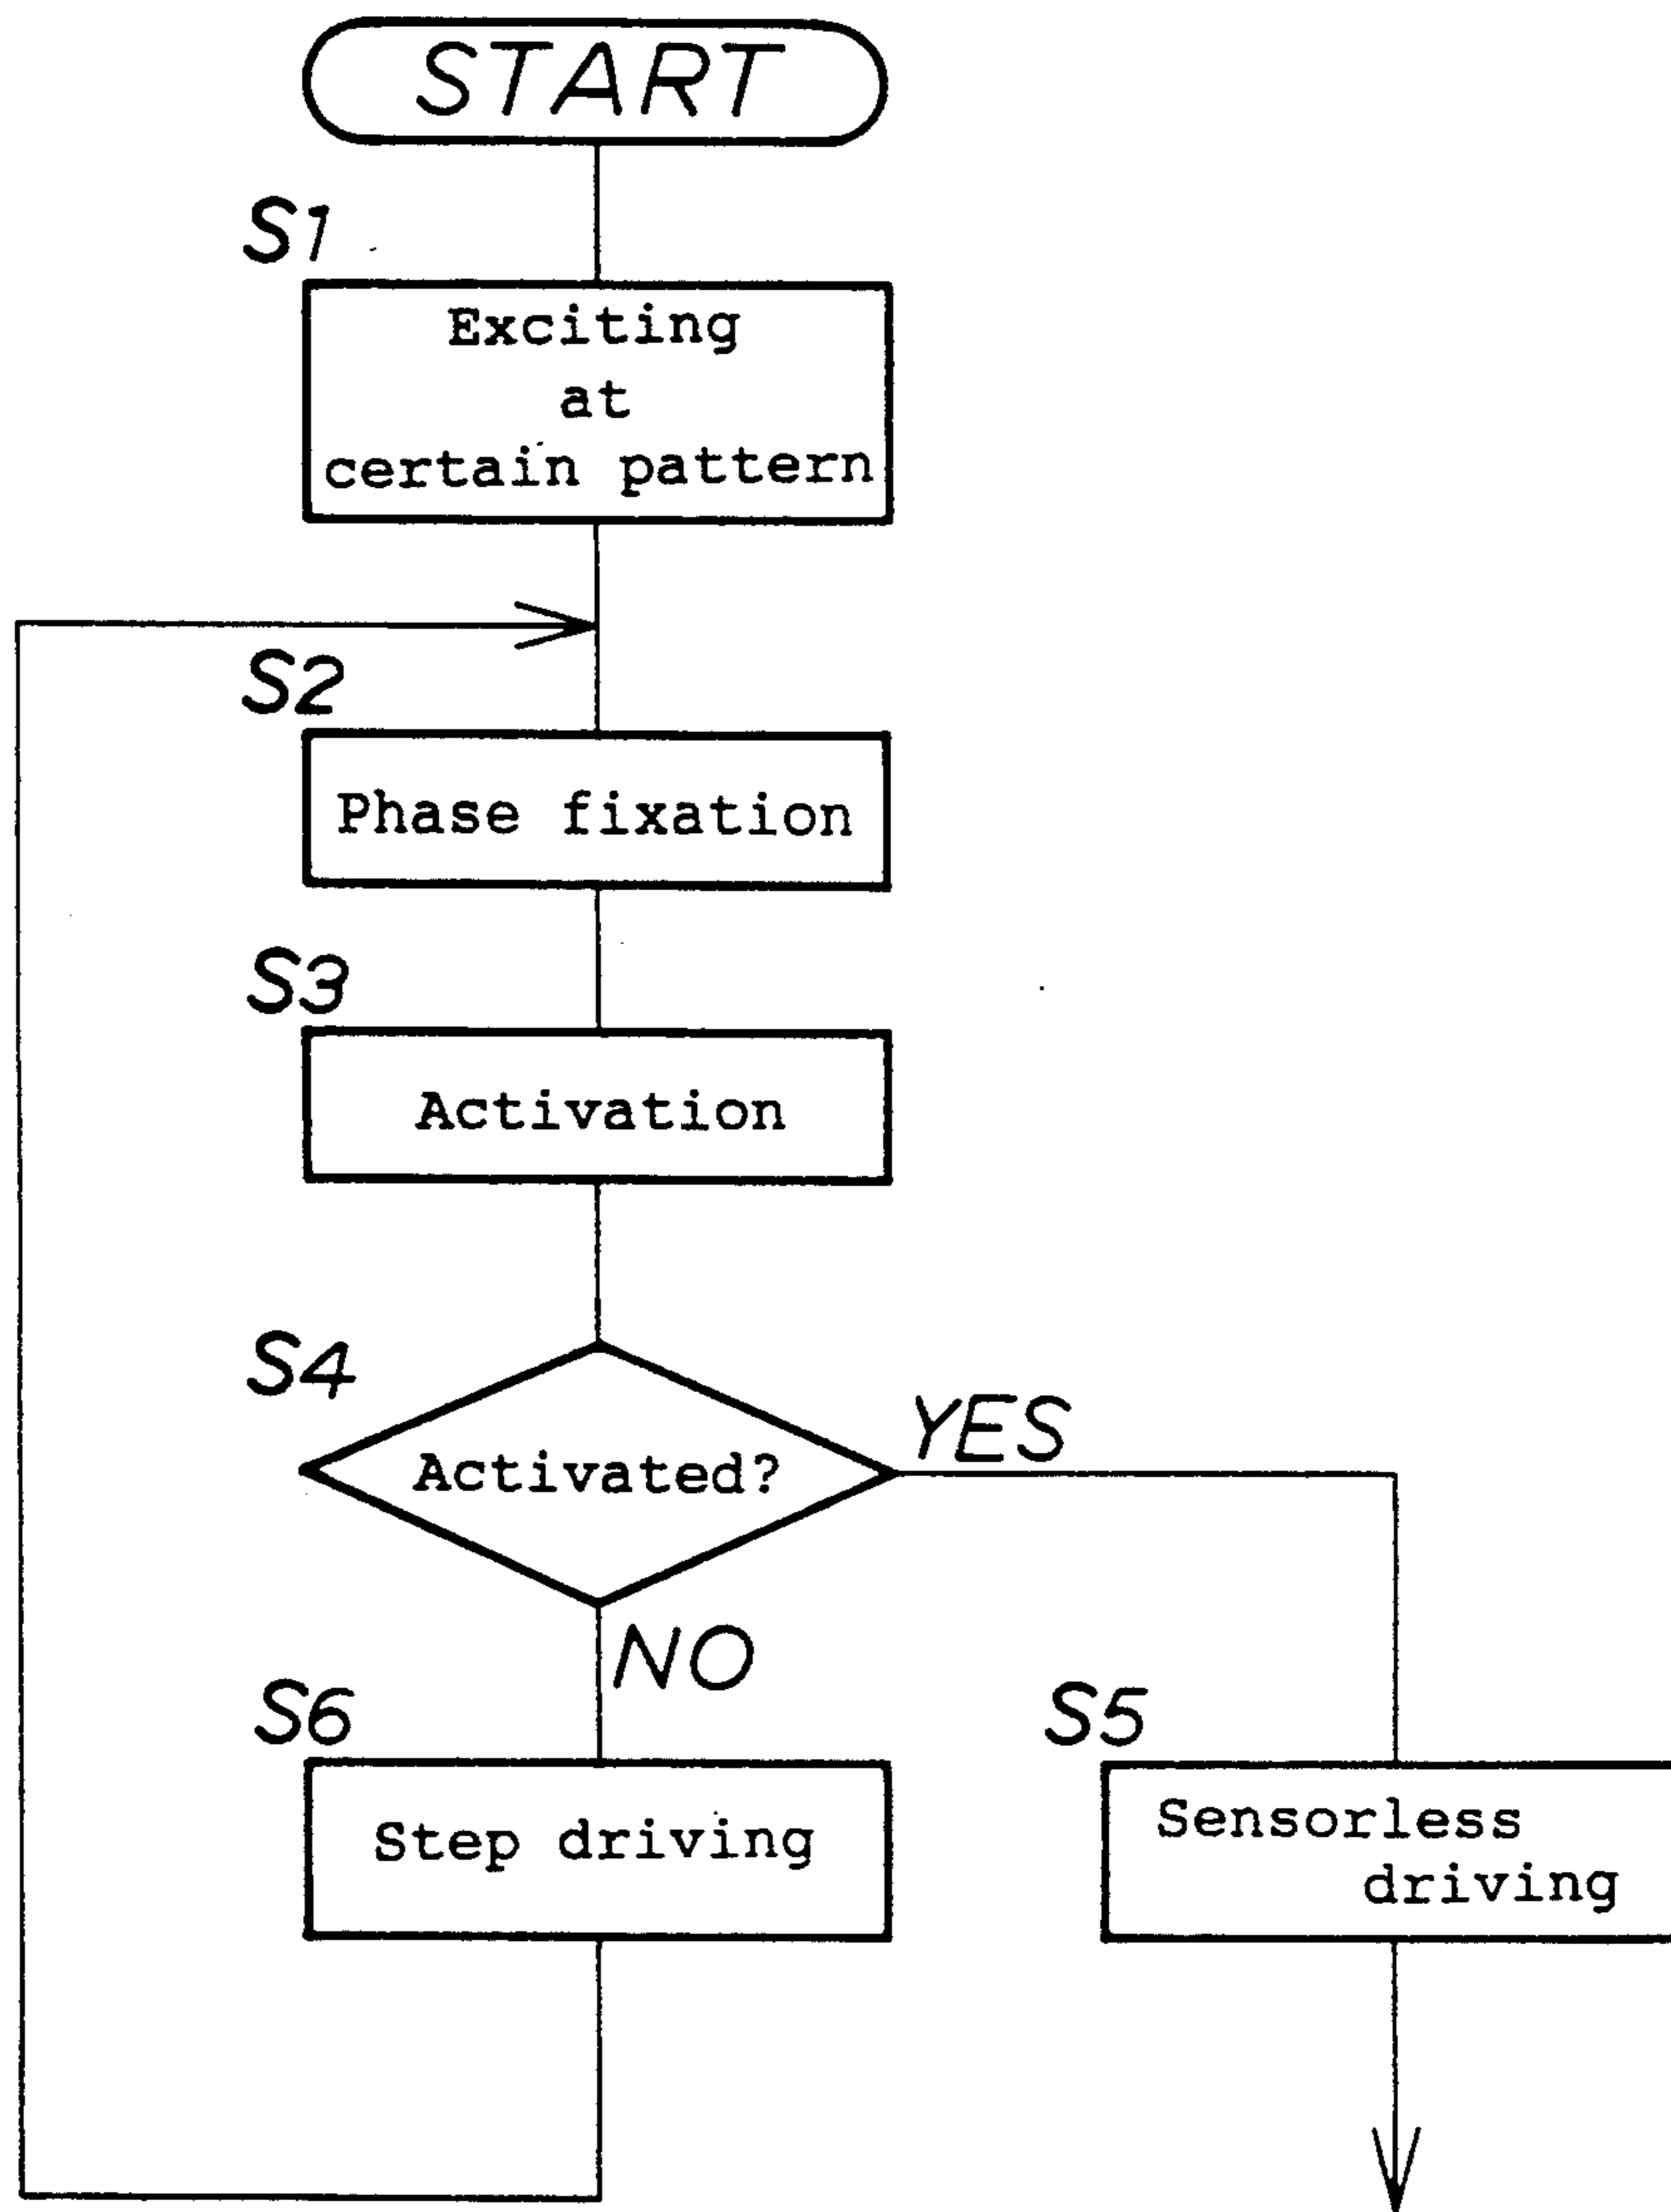 START
S1
Exciting
at
certain pattern
S2
Phase fixation
S3
Activation
S4
Activated?
YES
NO
S6
Step driving
S5
Sensorless
driving